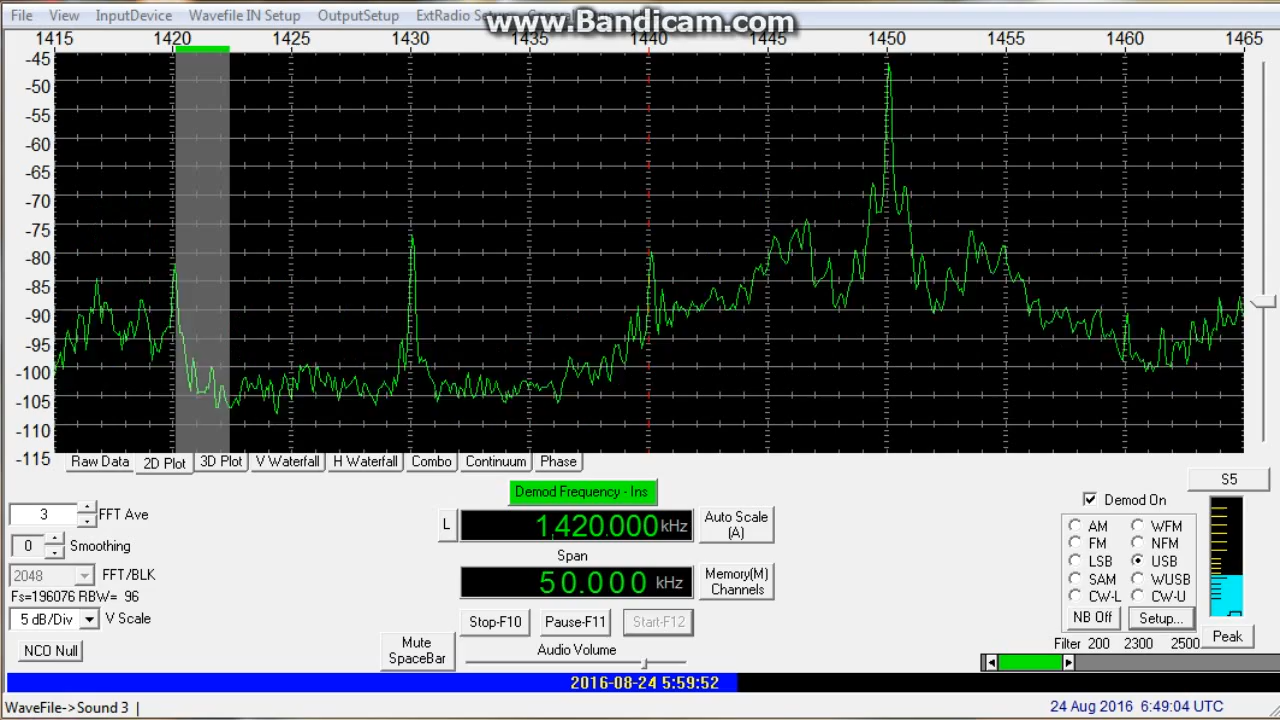 File View InputDevice Wavefile IN Setup OutputSetup ExtRadio
www.Bandicam.com
1415 1420 1425 1430 1435 1440 1445 1450 1455 1460 1465
-45
-50
-55
-60
-65
-70
-75
-80
-85
-90
-95
-100
-105
-110
-115
Raw Data 2D Plot 3D Plot V Waterfall H Waterfall Combo Continuum Phase
S5
Demod Frequency - Ins
3 FFT Ave
L 1,420.000 kHz
Auto Scale
(A)
Demod On
AM WFM
FM NFM
LSB USB
SAM WUSB
CW-L CW-U
0 Smoothing
Span
2048 FFT/BLK
50.000 kHz
Memory(M)
Channels
Fs=196076 RBW= 96
5 dB/Div V Scale
Stop-F10 Pause-F11 Start-F12
NB Off Setup...
Peak
Filter 200 2300 2500
NCO Null
Mute
SpaceBar
Audio Volume
2016-08-24 5:59:52
WaveFile->Sound 3 |
24 Aug 2016 6:49:04 UTC